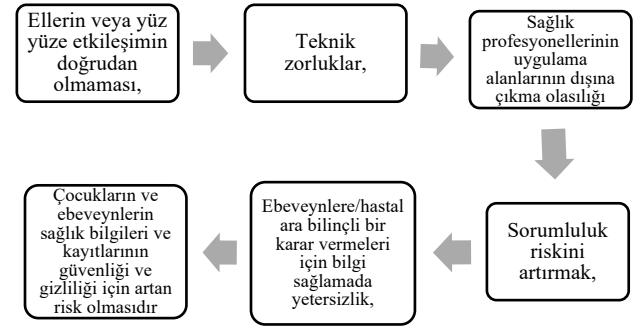 Ellerin veya yüz
yüze etkileşimin
doğrudan
olmaması,
Teknik
zorluklar,
Sağlık
profesyonellerinin
uygulama
alanlarının dışına
çıkma olasılığı
Sorumluluk
riskini
artırmak,
Ebeveynlere/hastal
ara bilinçli bir
karar vermeleri
için bilgi
sağlamada
yetersizlik,
Çocukların ve
ebeveynlerin
sağlık bilgileri ve
kayıtlarının
güvenliği ve
gizliliği için artan
risk olmasıdır